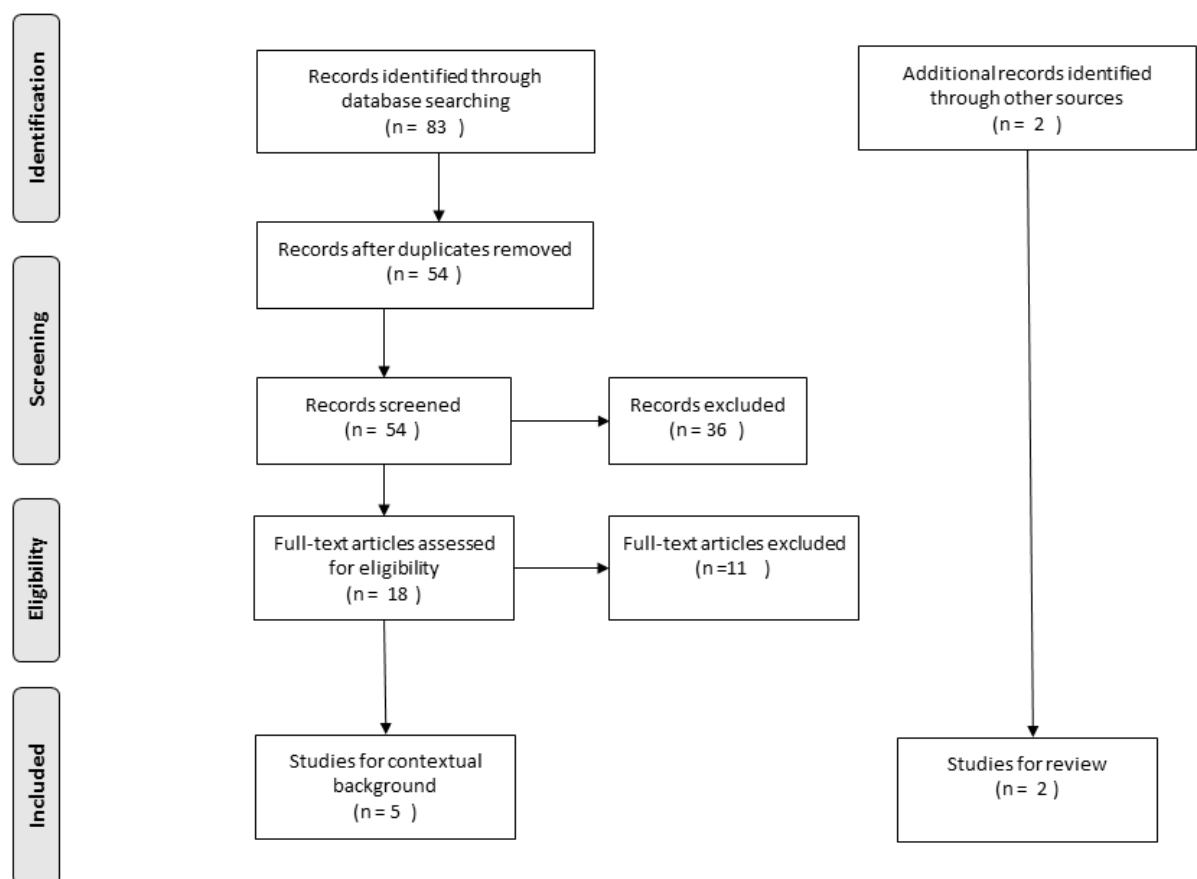 Identification
Records identified through
database searching
(n = 83 )
Additional records identified
through other sources
(n = 2 )
Records after duplicates removed
(n = 54 )
Screening
Records screened
(n = 54 )
Records excluded
(n = 36 )
Eligibility
Full-text articles assessed
for eligibility
(n = 18 )
Full-text articles excluded
(n =11 )
Included
Studies for contextual
background
(n = 5 )
Studies for review
(n = 2 )